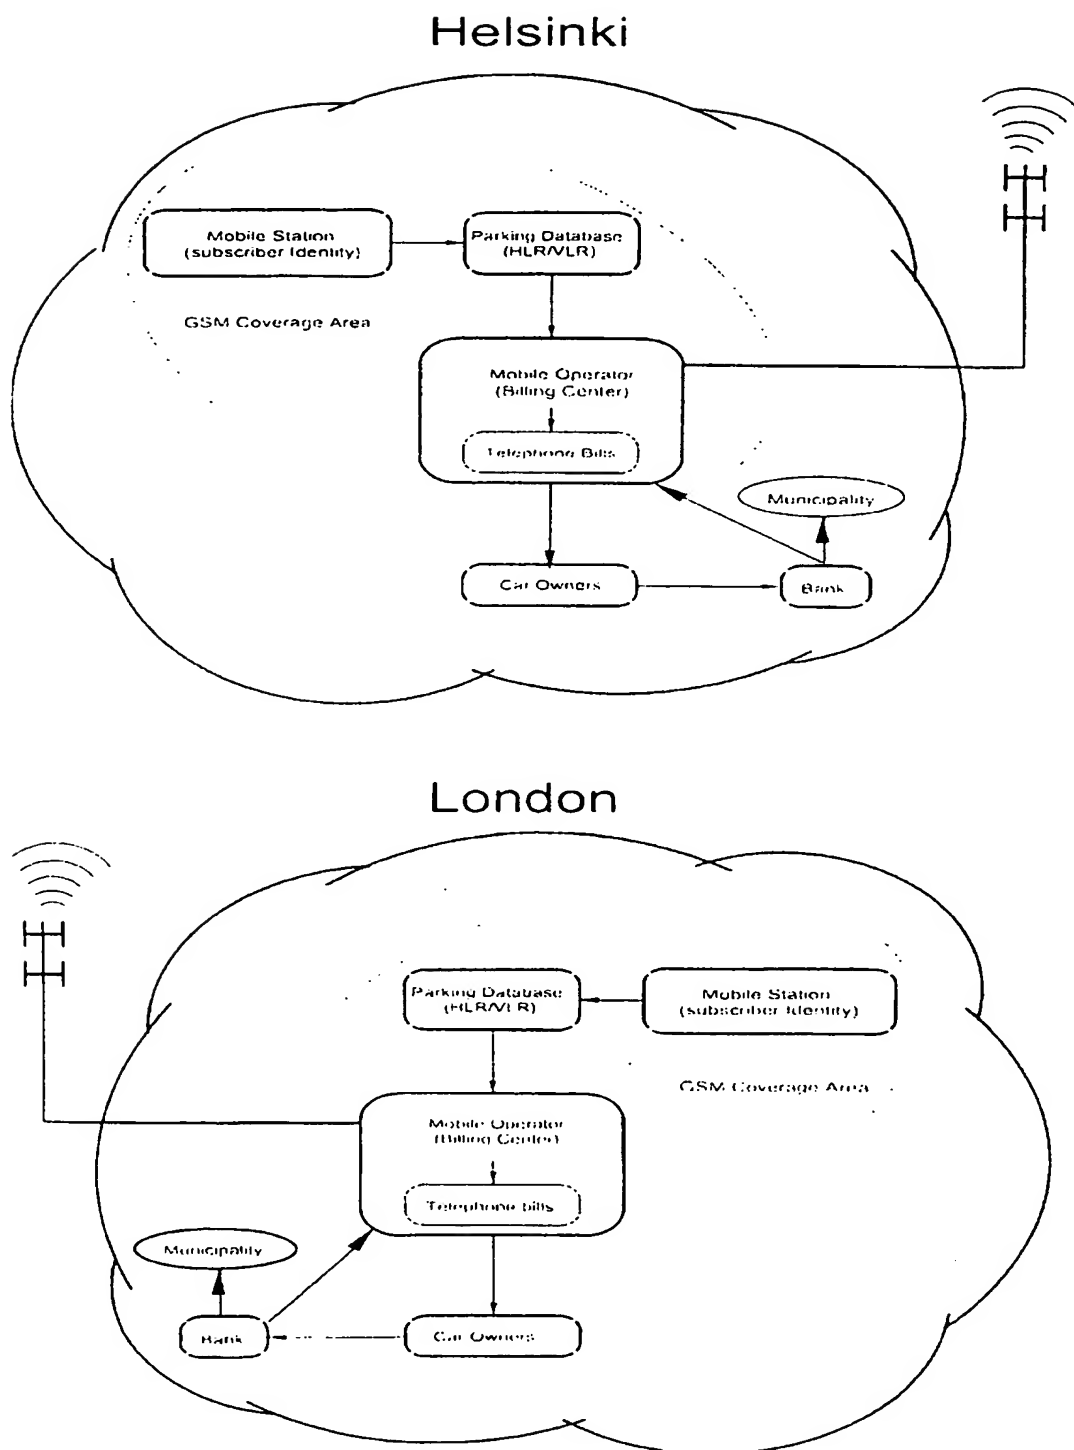 Helsinki
Mobile Station
(subscriber Identity)
Parking Database
(HLR/VLR)
GSM Coverage Area
Mobile Operator
(Billing Center)
Telephone Bills
Municipality
Car Owners
Bank
London
Parking Database
(HLR/VLR)
Mobile Station
(subscriber Identity)
GSM Coverage Area
Mobile Operator
(Billing Center)
Telephone bills
Municipality
Bank
Car Owners